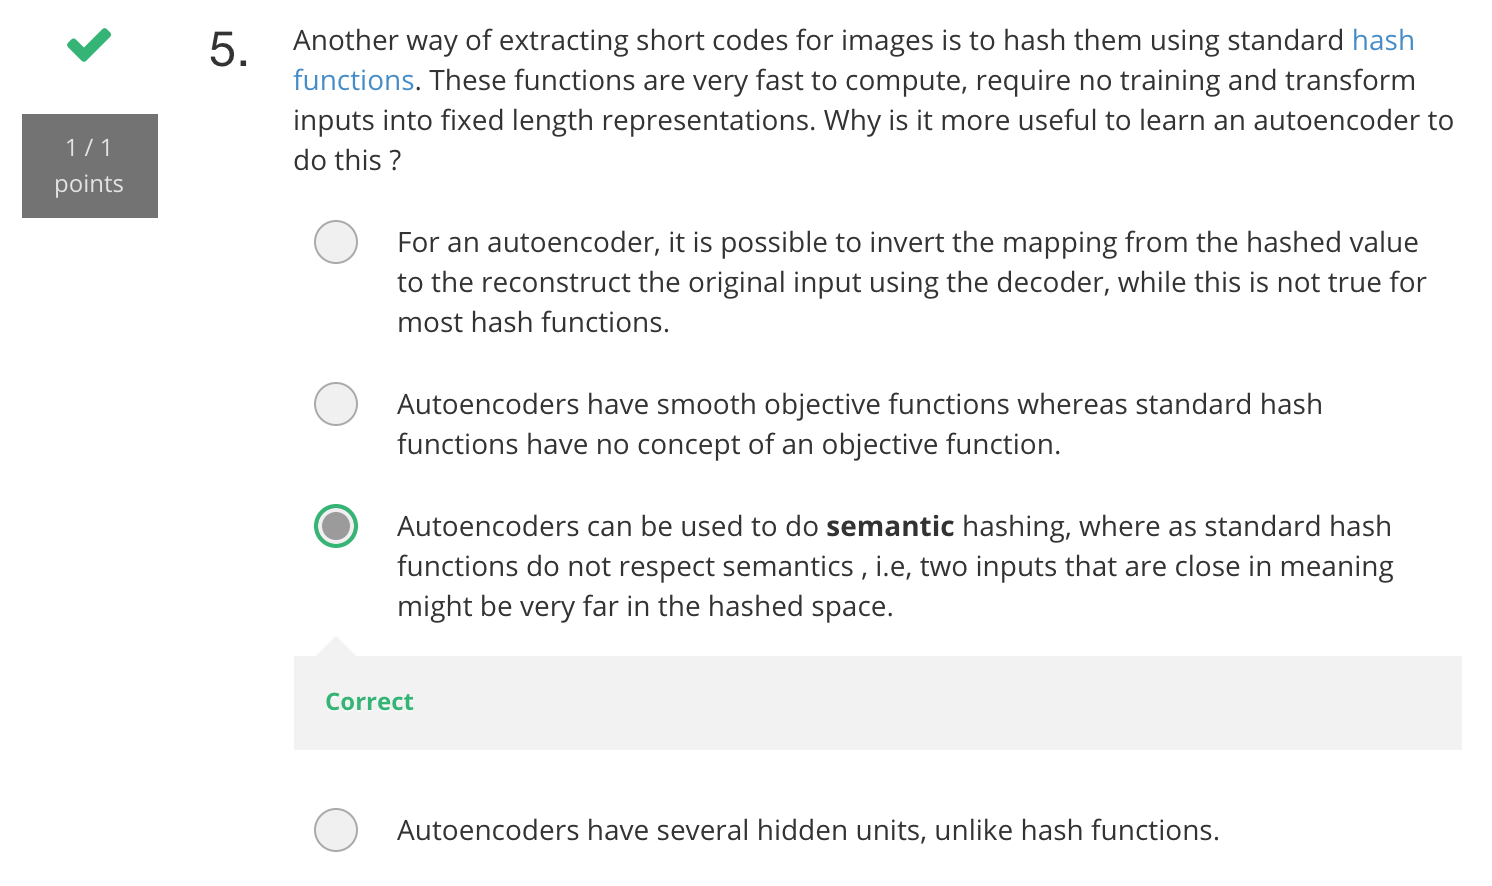 1 / 1
points
5.
Another way of extracting short codes for images is to hash them using standard hash
functions. These functions are very fast to compute, require no training and transform
inputs into fixed length representations. Why is it more useful to learn an autoencoder to
do this ?
For an autoencoder, it is possible to invert the mapping from the hashed value
to the reconstruct the original input using the decoder, while this is not true for
most hash functions.
Autoencoders have smooth objective functions whereas standard hash
functions have no concept of an objective function.
Autoencoders can be used to do semantic hashing, where as standard hash
functions do not respect semantics , i.e, two inputs that are close in meaning
might be very far in the hashed space.
Correct
Autoencoders have several hidden units, unlike hash functions.